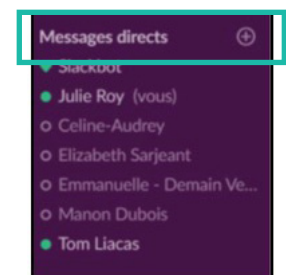 Messages directs
Slackbot
Julie Roy (vous)
Celine-Audrey
Elizabeth Sarjeant
Emmanuelle - Demain Ve...
Manon Dubois
Tom Liacas